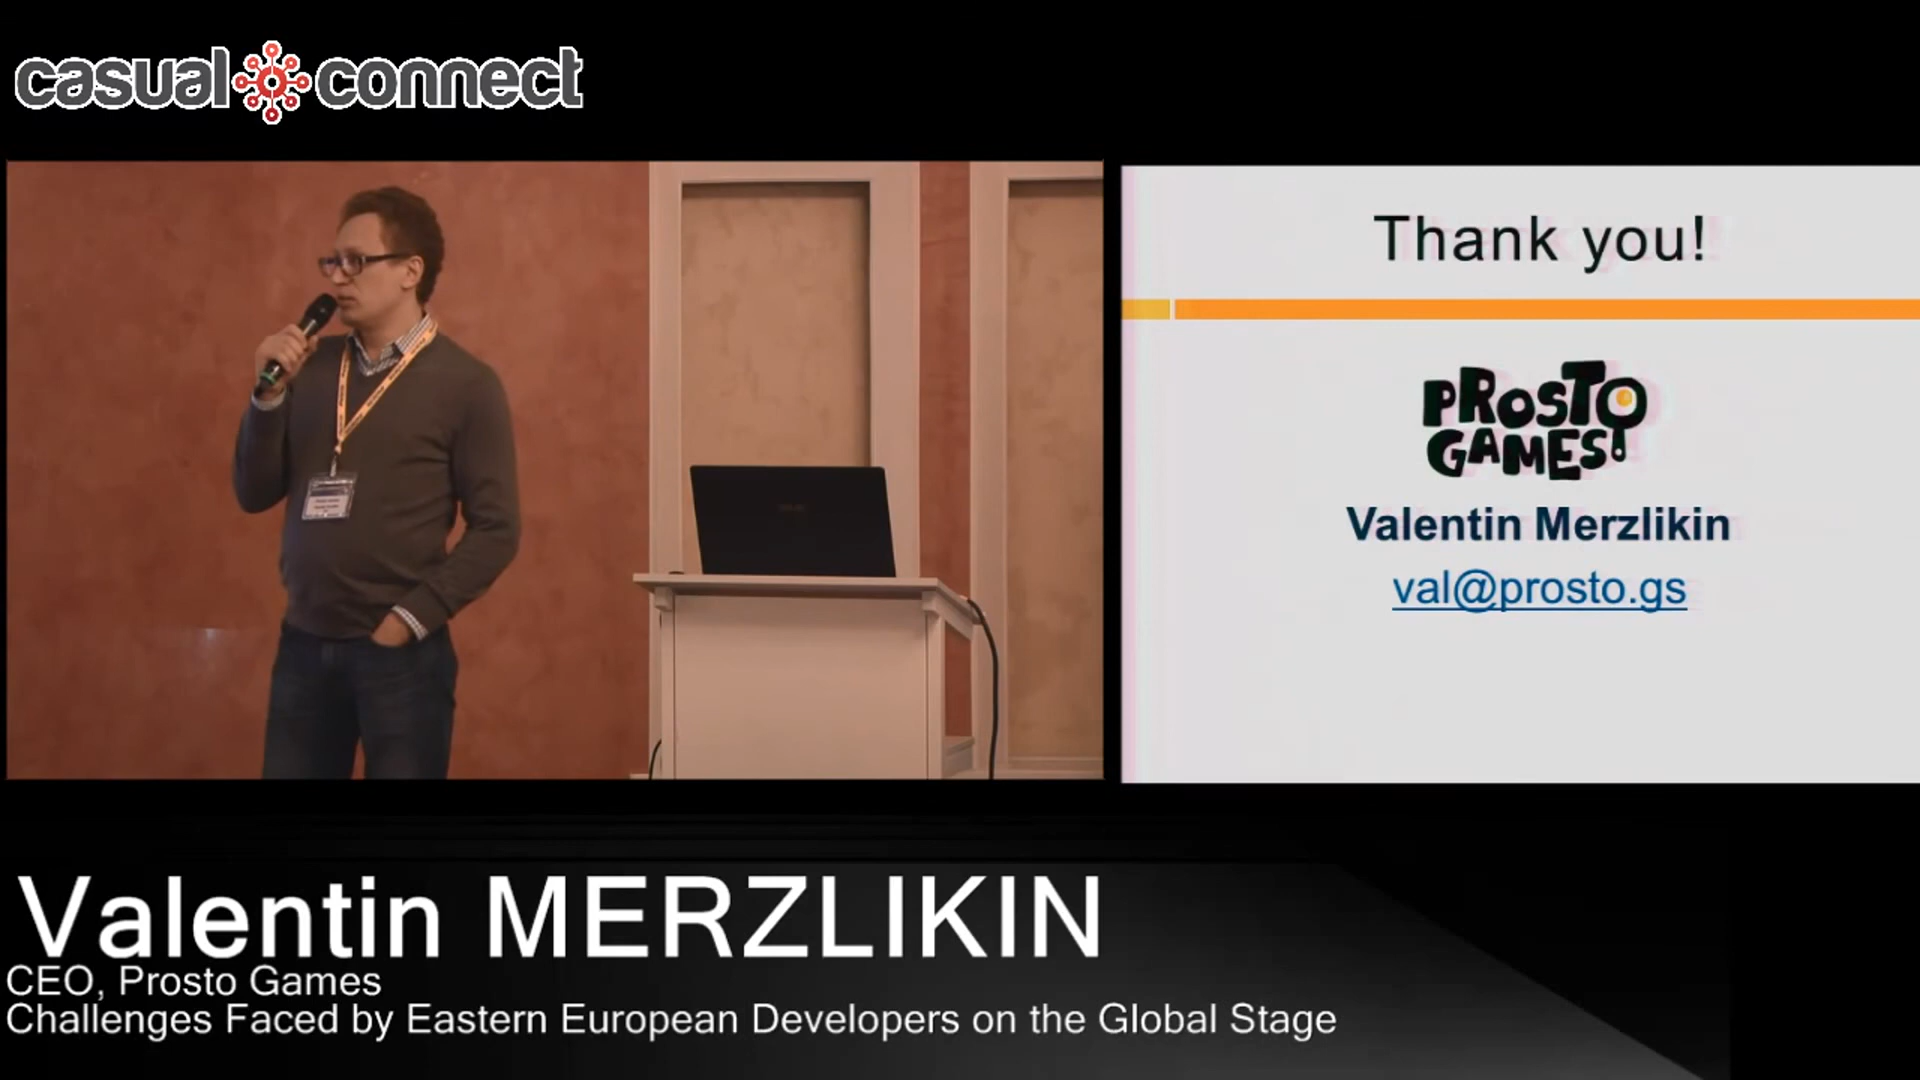 casual connect
Thank you!
PROSTO
GAMES!
Valentin Merzlikin
val@prosto.gs
Valentin MERZLIKIN
CEO, Prosto Games
Challenges Faced by Eastern European Developers on the Global Stage